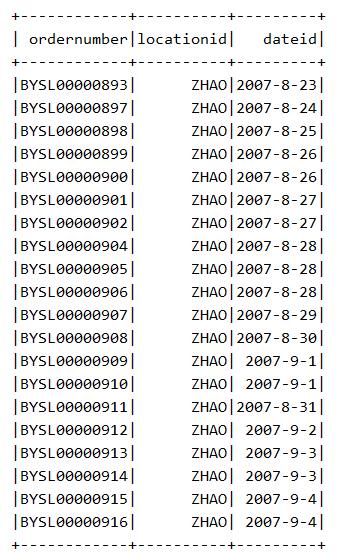 +------------+----------+---------+
| ordernumber|locationid|   dateid|
+------------+----------+---------+
|BYSL00000893|      ZHAO|2007-8-23|
|BYSL00000897|      ZHAO|2007-8-24|
|BYSL00000898|      ZHAO|2007-8-25|
|BYSL00000899|      ZHAO|2007-8-26|
|BYSL00000900|      ZHAO|2007-8-26|
|BYSL00000901|      ZHAO|2007-8-27|
|BYSL00000902|      ZHAO|2007-8-27|
|BYSL00000904|      ZHAO|2007-8-28|
|BYSL00000905|      ZHAO|2007-8-28|
|BYSL00000906|      ZHAO|2007-8-28|
|BYSL00000907|      ZHAO|2007-8-29|
|BYSL00000908|      ZHAO|2007-8-30|
|BYSL00000909|      ZHAO| 2007-9-1|
|BYSL00000910|      ZHAO| 2007-9-1|
|BYSL00000911|      ZHAO|2007-8-31|
|BYSL00000912|      ZHAO| 2007-9-2|
|BYSL00000913|      ZHAO| 2007-9-3|
|BYSL00000914|      ZHAO| 2007-9-3|
|BYSL00000915|      ZHAO| 2007-9-4|
|BYSL00000916|      ZHAO| 2007-9-4|
+------------+----------+---------+